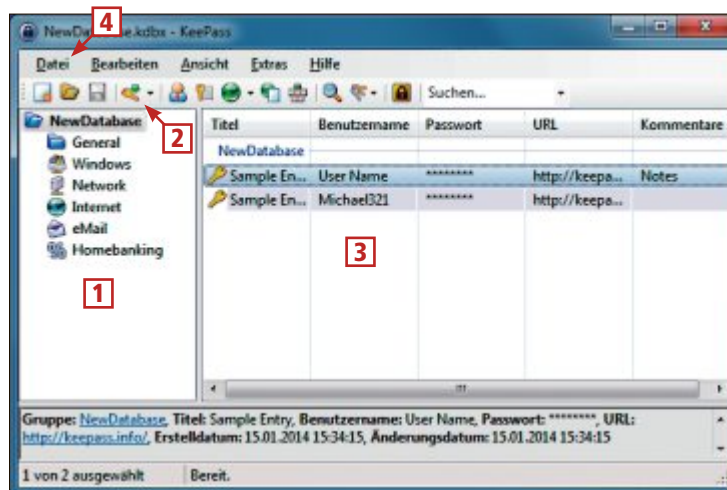 4
NewDatabase.kdbx - KeePass
Datei Bearbeiten Ansicht Extras Hilfe
Suchen...
2
NewDatabase
General
Windows
Network
Internet
eMail
Homebanking
1
Titel Benutzername Passwort URL Kommentare
NewDatabase
Sample En... User Name ******** http://keepa... Notes
Sample En... Michael321 ******** http://keepa...
3
Gruppe: NewDatabase, Titel: Sample Entry, Benutzername: User Name, Passwort: ********, URL:
http://keepass.info/, Erstelldatum: 15.01.2014 15:34:15, Änderungsdatum: 15.01.2014 15:34:15
1 von 2 ausgewählt Bereit.